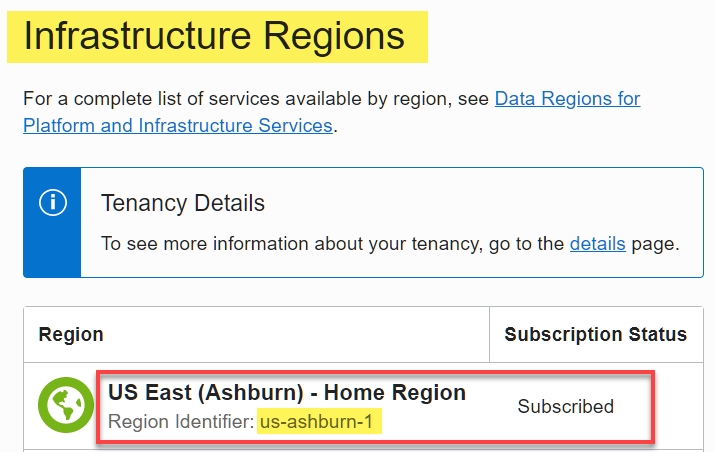 Infrastructure Regions
For a complete list of services available by region, see Data Regions for
Platform and Infrastructure Services.
Tenancy Details
To see more information about your tenancy, go to the details page.
Region Subscription Status
US East (Ashburn) - Home Region
Subscribed
Region Identifier: us-ashburn-1